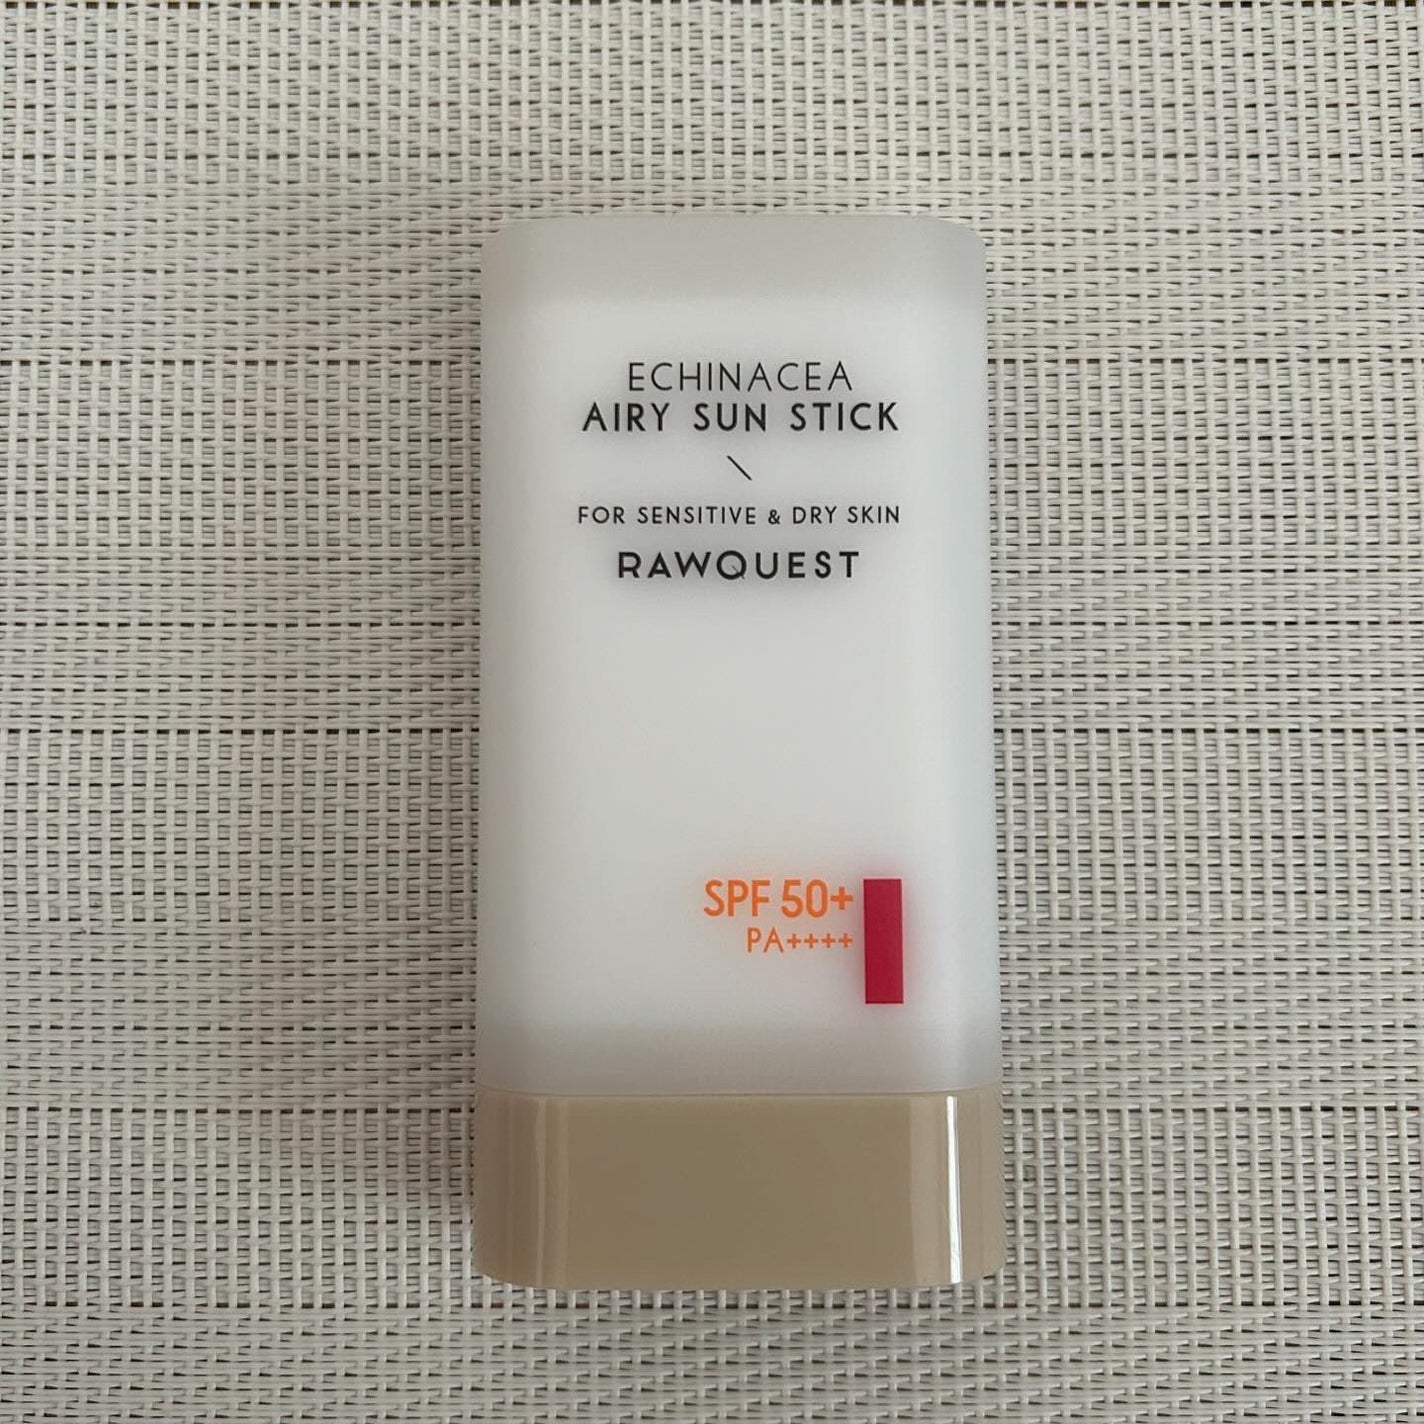 ECHINACEA
AIRY SUN STICK
\
FOR SENSITIVE & DRY SKIN
RAWQUEST
SPF 50+
PA++++